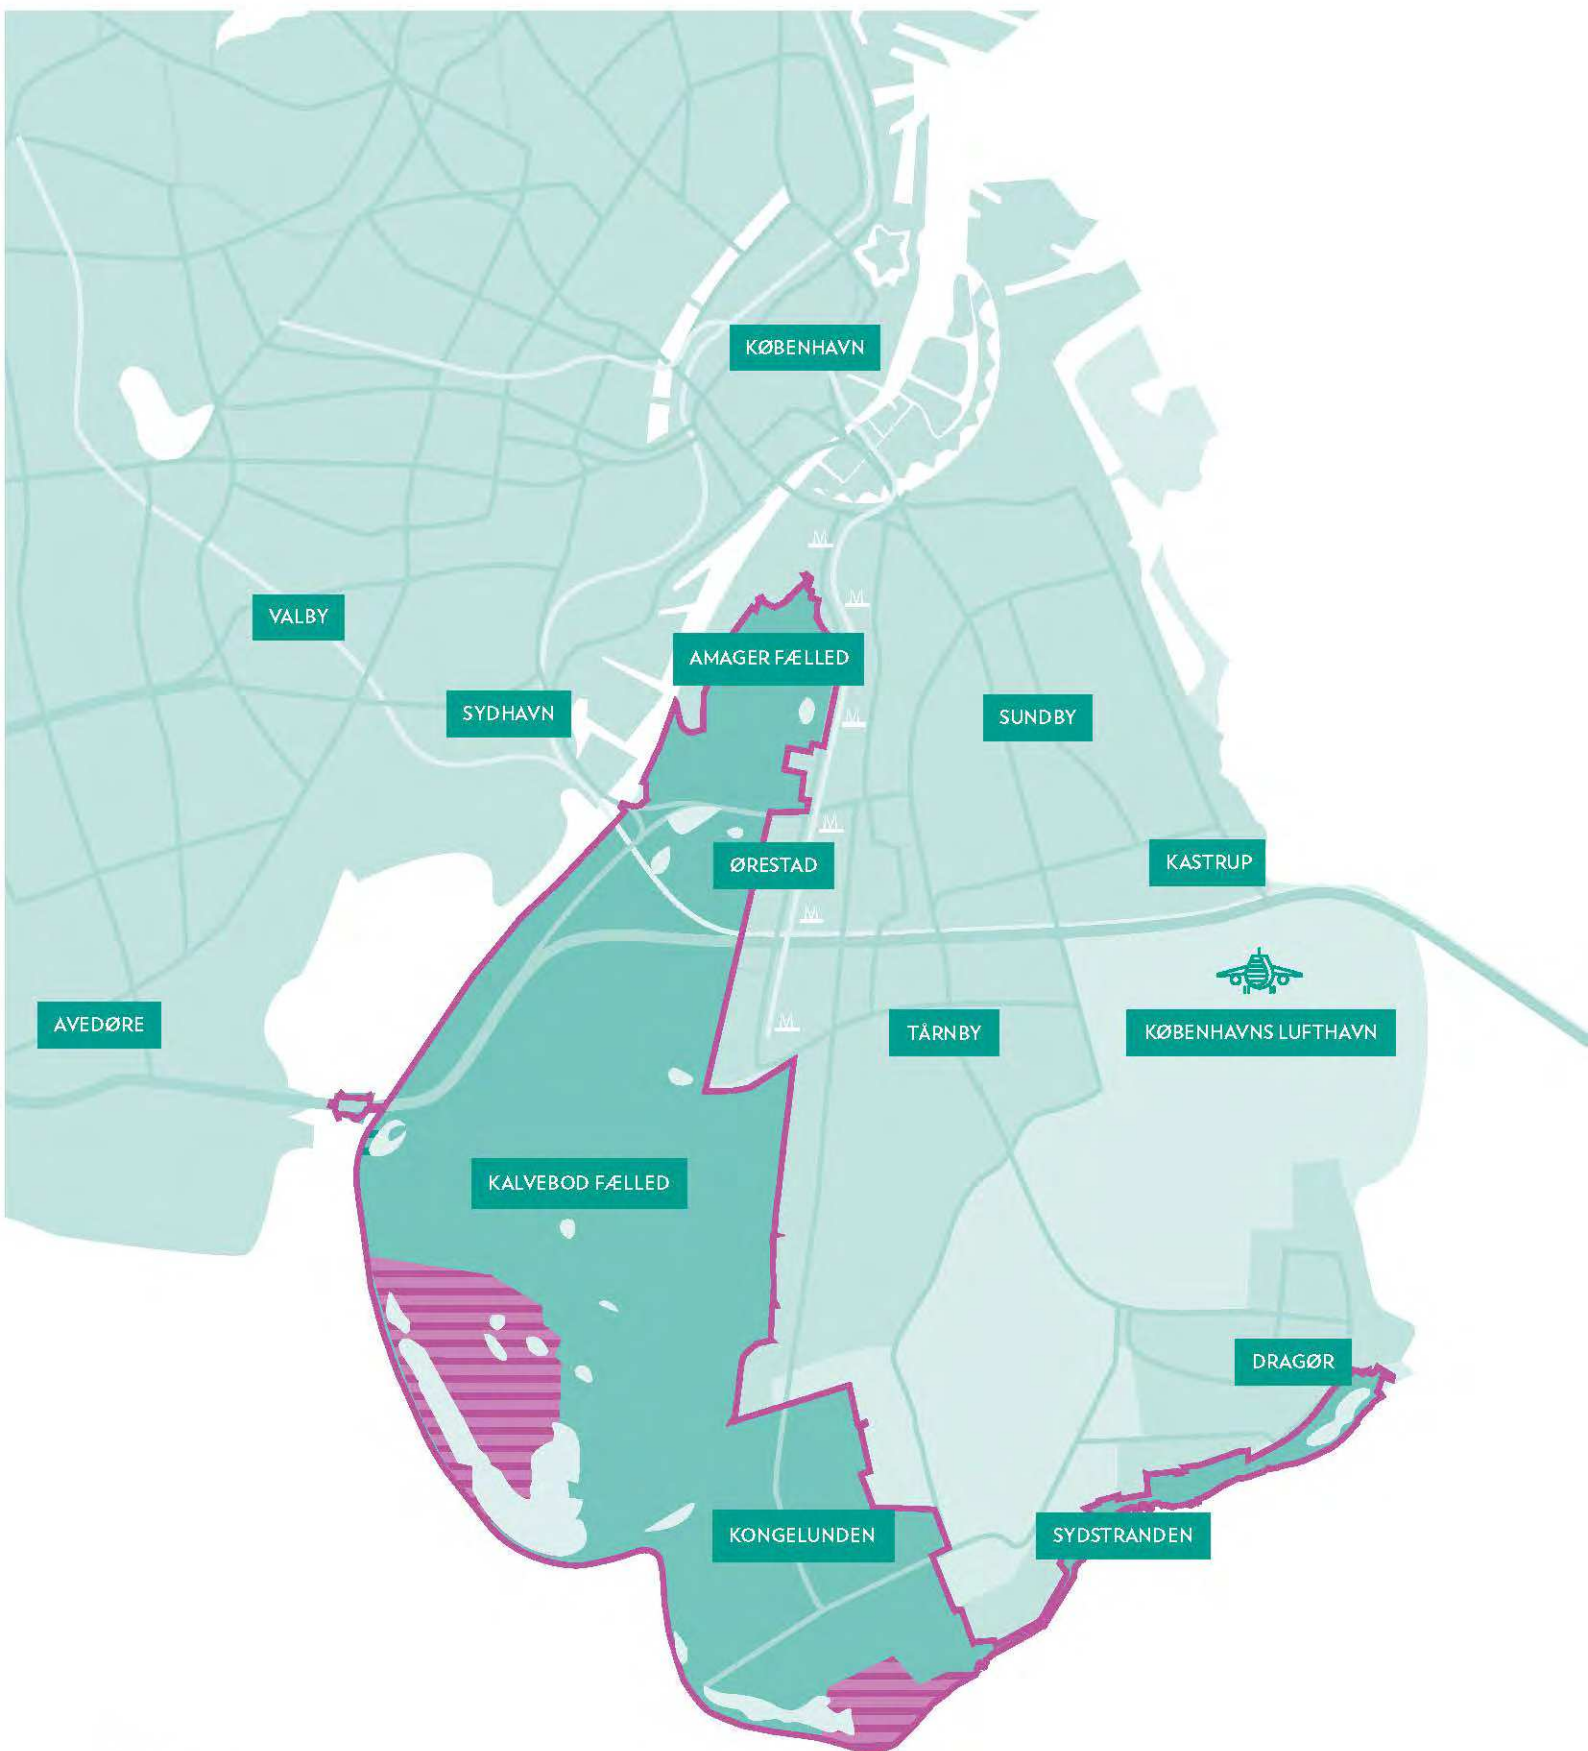 KØBENHAVN
M
M
VALBY
AMAGER FÆLLED
SYDHAVN
M
SUNDBY
M
ØRESTAD
KASTRUP
M
AVEDØRE
M
TÅRNBY
KØBENHAVNS LUFTHAVN
KALVEBOD FÆLLED
DRAGØR
KONGELUNDEN
SYDSTRANDEN